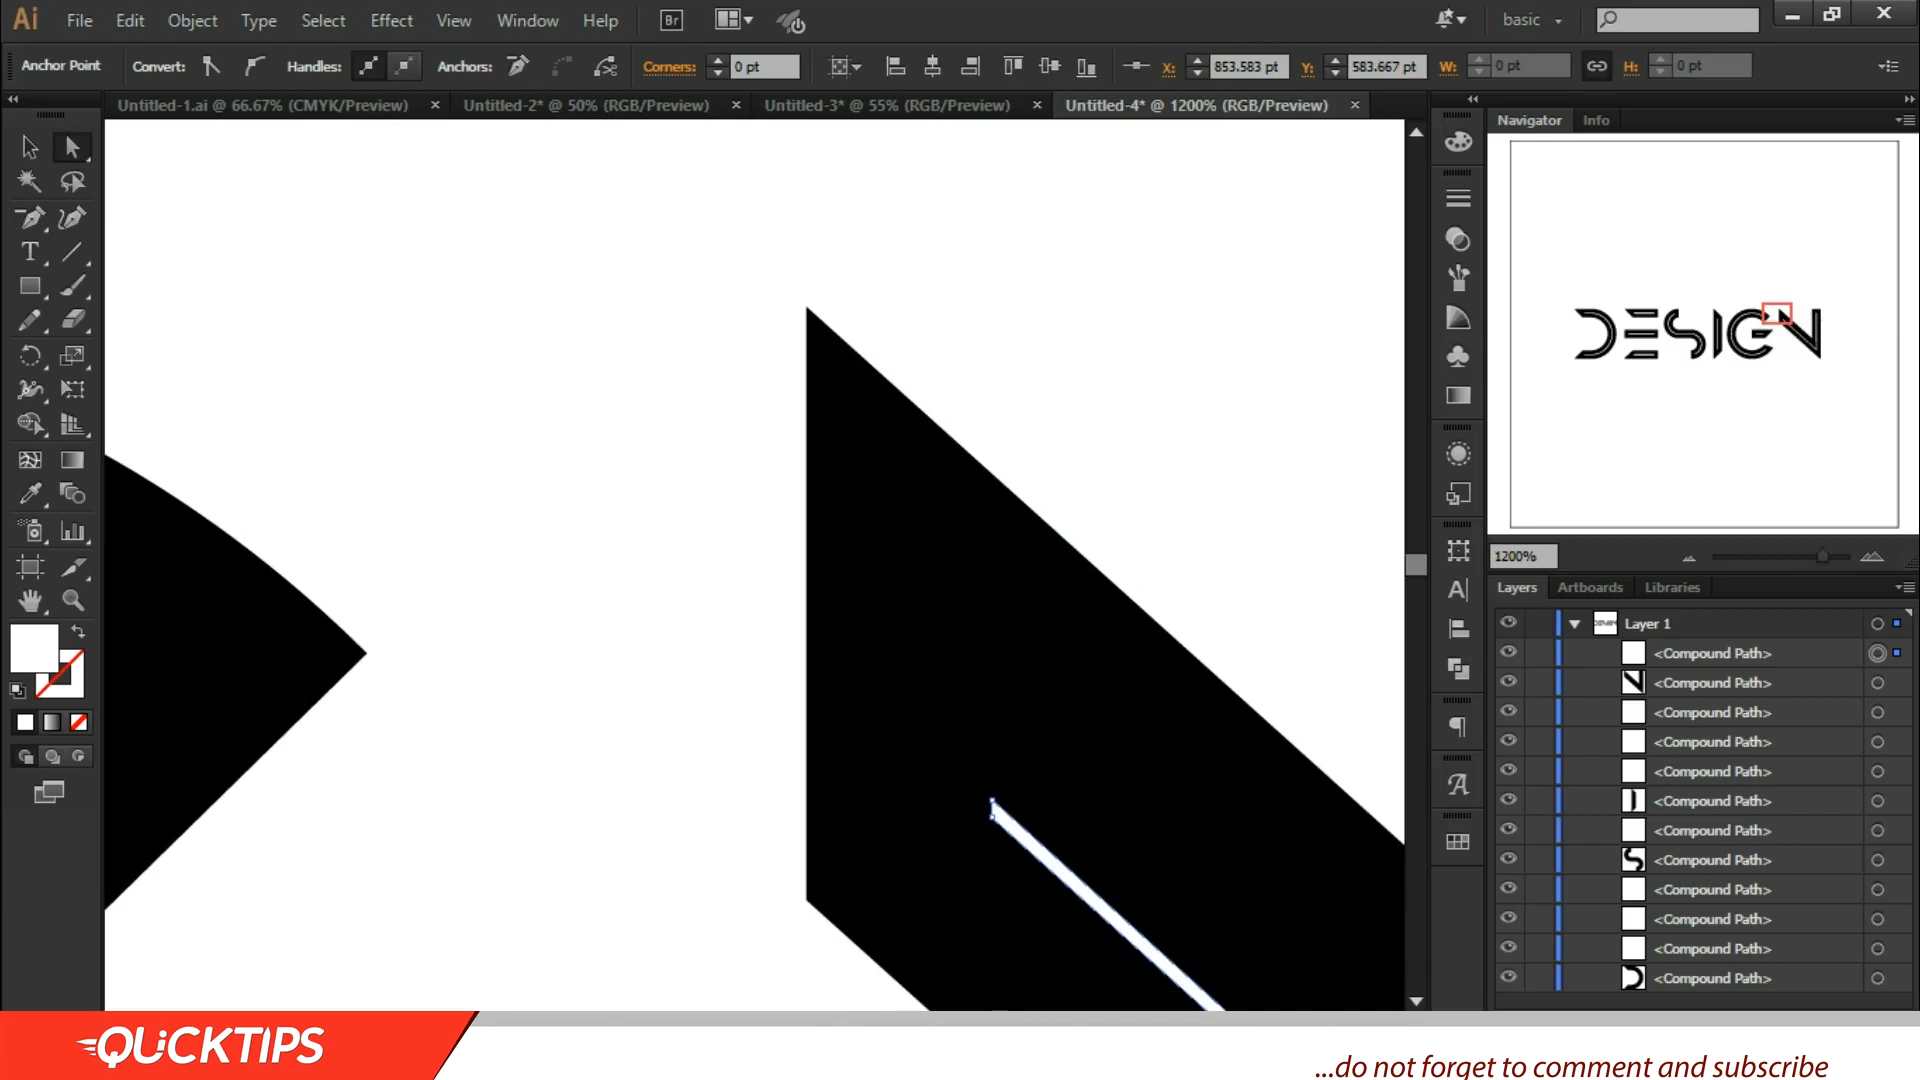 Ai File Edit Object Type Select Effect View Window Help Br basic
Anchor Point Convert: Handles: Anchors: Corners: 0 pt X: 853.583 pt Y: 583.667 pt W: 0 pt H: 0 pt
Untitled-1.ai @ 66.67% (CMYK/Preview) × Untitled-2* @ 50% (RGB/Preview) × Untitled-3* @ 55% (RGB/Preview) × Untitled-4* @ 1200% (RGB/Preview) ×
Navigator Info
DESIGN
1200%
Layers Artboards Libraries
Layer 1
<Compound Path>
<Compound Path>
<Compound Path>
<Compound Path>
<Compound Path>
<Compound Path>
<Compound Path>
<Compound Path>
<Compound Path>
<Compound Path>
<Compound Path>
<Compound Path>
QUiCKTIPS
...do not forget to comment and subscribe